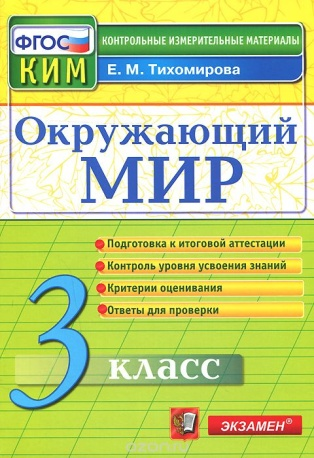 ФГОС
КОНТРОЛЬНЫЕ ИЗМЕРИТЕЛЬНЫЕ МАТЕРИАЛЫ
КИМ
Е. М. Тихомирова
Окружающий
МИР
Подготовка к итоговой аттестации
Контроль уровня усвоения знаний
Критерии оценивания
Ответы для проверки
3
класс
ЭКЗАМЕН®